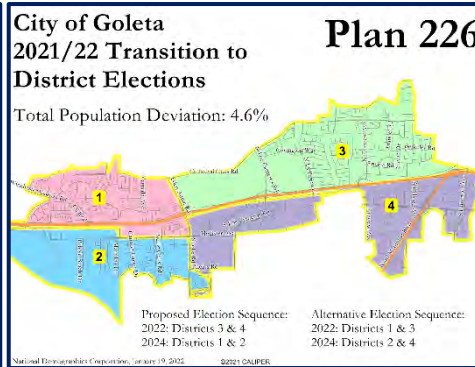 City of Goleta
2021/22 Transition to
District Elections
Plan 226
Total Population Deviation: 4.6%
3
1
4
2
Proposed Election Sequence:
2022: Districts 3 & 4
2024: Districts 1 & 2
Alternative Election Sequence:
2022: Districts 1 & 3
2024: Districts 2 & 4
National Demographics Corporation, January 19, 2022
©2021 CALIPER